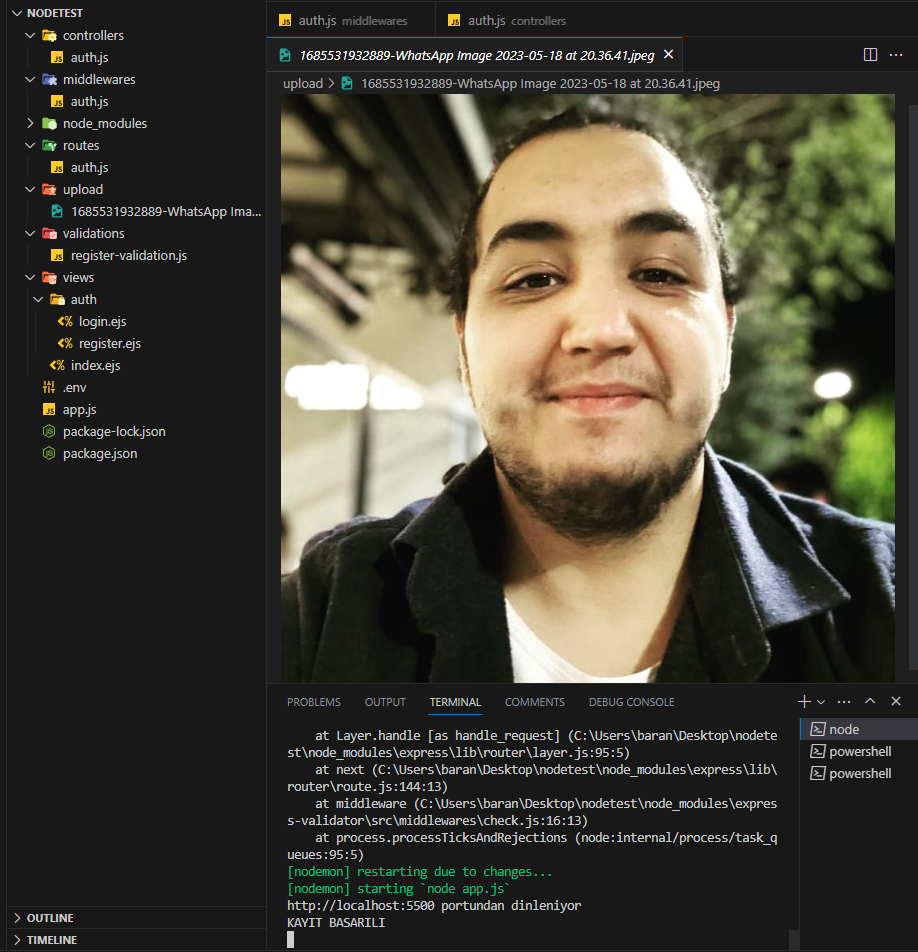 NODETEST
controllers
auth.js
middlewares
auth.js
node_modules
routes
auth.js
upload
1685531932889-WhatsApp Ima...
validations
register-validation.js
views
auth
login.ejs
register.ejs
index.ejs
.env
app.js
package-lock.json
package.json
OUTLINE
TIMELINE
auth.js middlewares
auth.js controllers
1685531932889-WhatsApp Image 2023-05-18 at 20.36.41.jpeg
upload > 1685531932889-WhatsApp Image 2023-05-18 at 20.36.41.jpeg
PROBLEMS OUTPUT TERMINAL COMMENTS DEBUG CONSOLE
at Layer.handle [as handle_request] (C:\Users\baran\Desktop\nodete
st\node_modules\express\lib\router\layer.js:95:5)
at next (C:\Users\baran\Desktop\nodetest\node_modules\express\lib\
router\route.js:144:13)
at middleware (C:\Users\baran\Desktop\nodetest\node_modules\expres
s-validator\src\middlewares\check.js:16:13)
at process.processTicksAndRejections (node:internal/process/task_q
ueues:95:5)
[nodemon] restarting due to changes...
[nodemon] starting `node app.js`
http://localhost:5500 portundan dinleniyor
KAYIT BASARILI
node
powershell
powershell